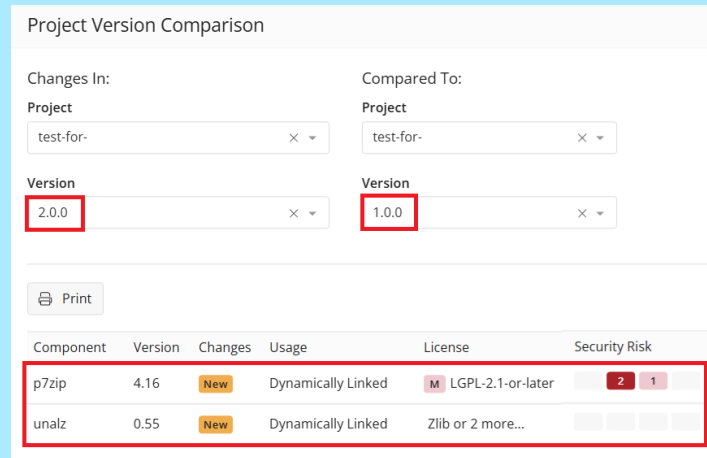 Project Version Comparison
Changes In: Compared To:
Project Project
test-for- test-for-
Version Version
2.0.0 1.0.0
Print
Component Version Changes Usage License Security Risk
p7zip 4.16 New Dynamically Linked M LGPL-2.1-or-later 2 1
unalz 0.55 New Dynamically Linked Zlib or 2 more...